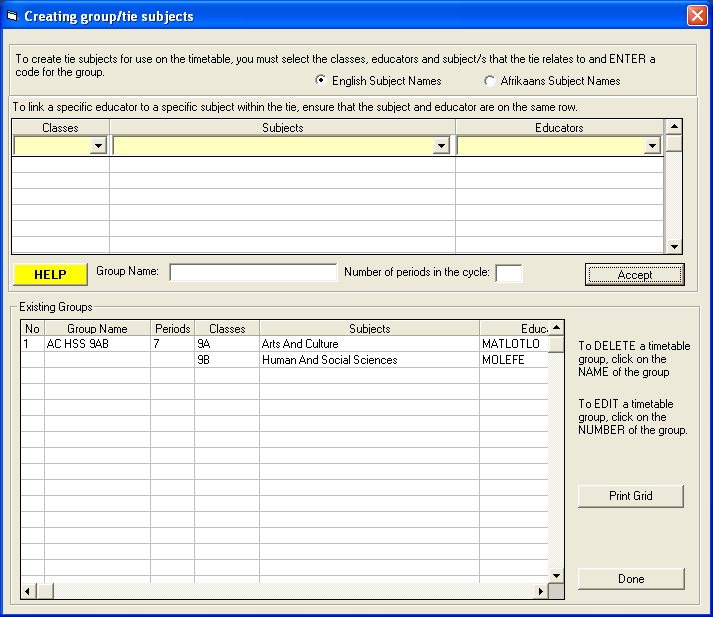 Creating group/tie subjects
To create tie subjects for use on the timetable, you must select the classes, educators and subject/s that the tie relates to and ENTER a
code for the group.
English Subject Names Afrikaans Subject Names
To link a specific educator to a specific subject within the tie, ensure that the subject and educator are on the same row.
Classes Subjects Educators
HELP Group Name: Number of periods in the cycle: Accept
Existing Groups
No Group Name Periods Classes Subjects Educa
1 AC HSS 9AB 7 9A Arts And Culture MATLOTLO
9B Human And Social Sciences MOLEFE
To DELETE a timetable
group, click on the
NAME of the group
To EDIT a timetable
group, click on the
NUMBER of the group.
Print Grid
Done